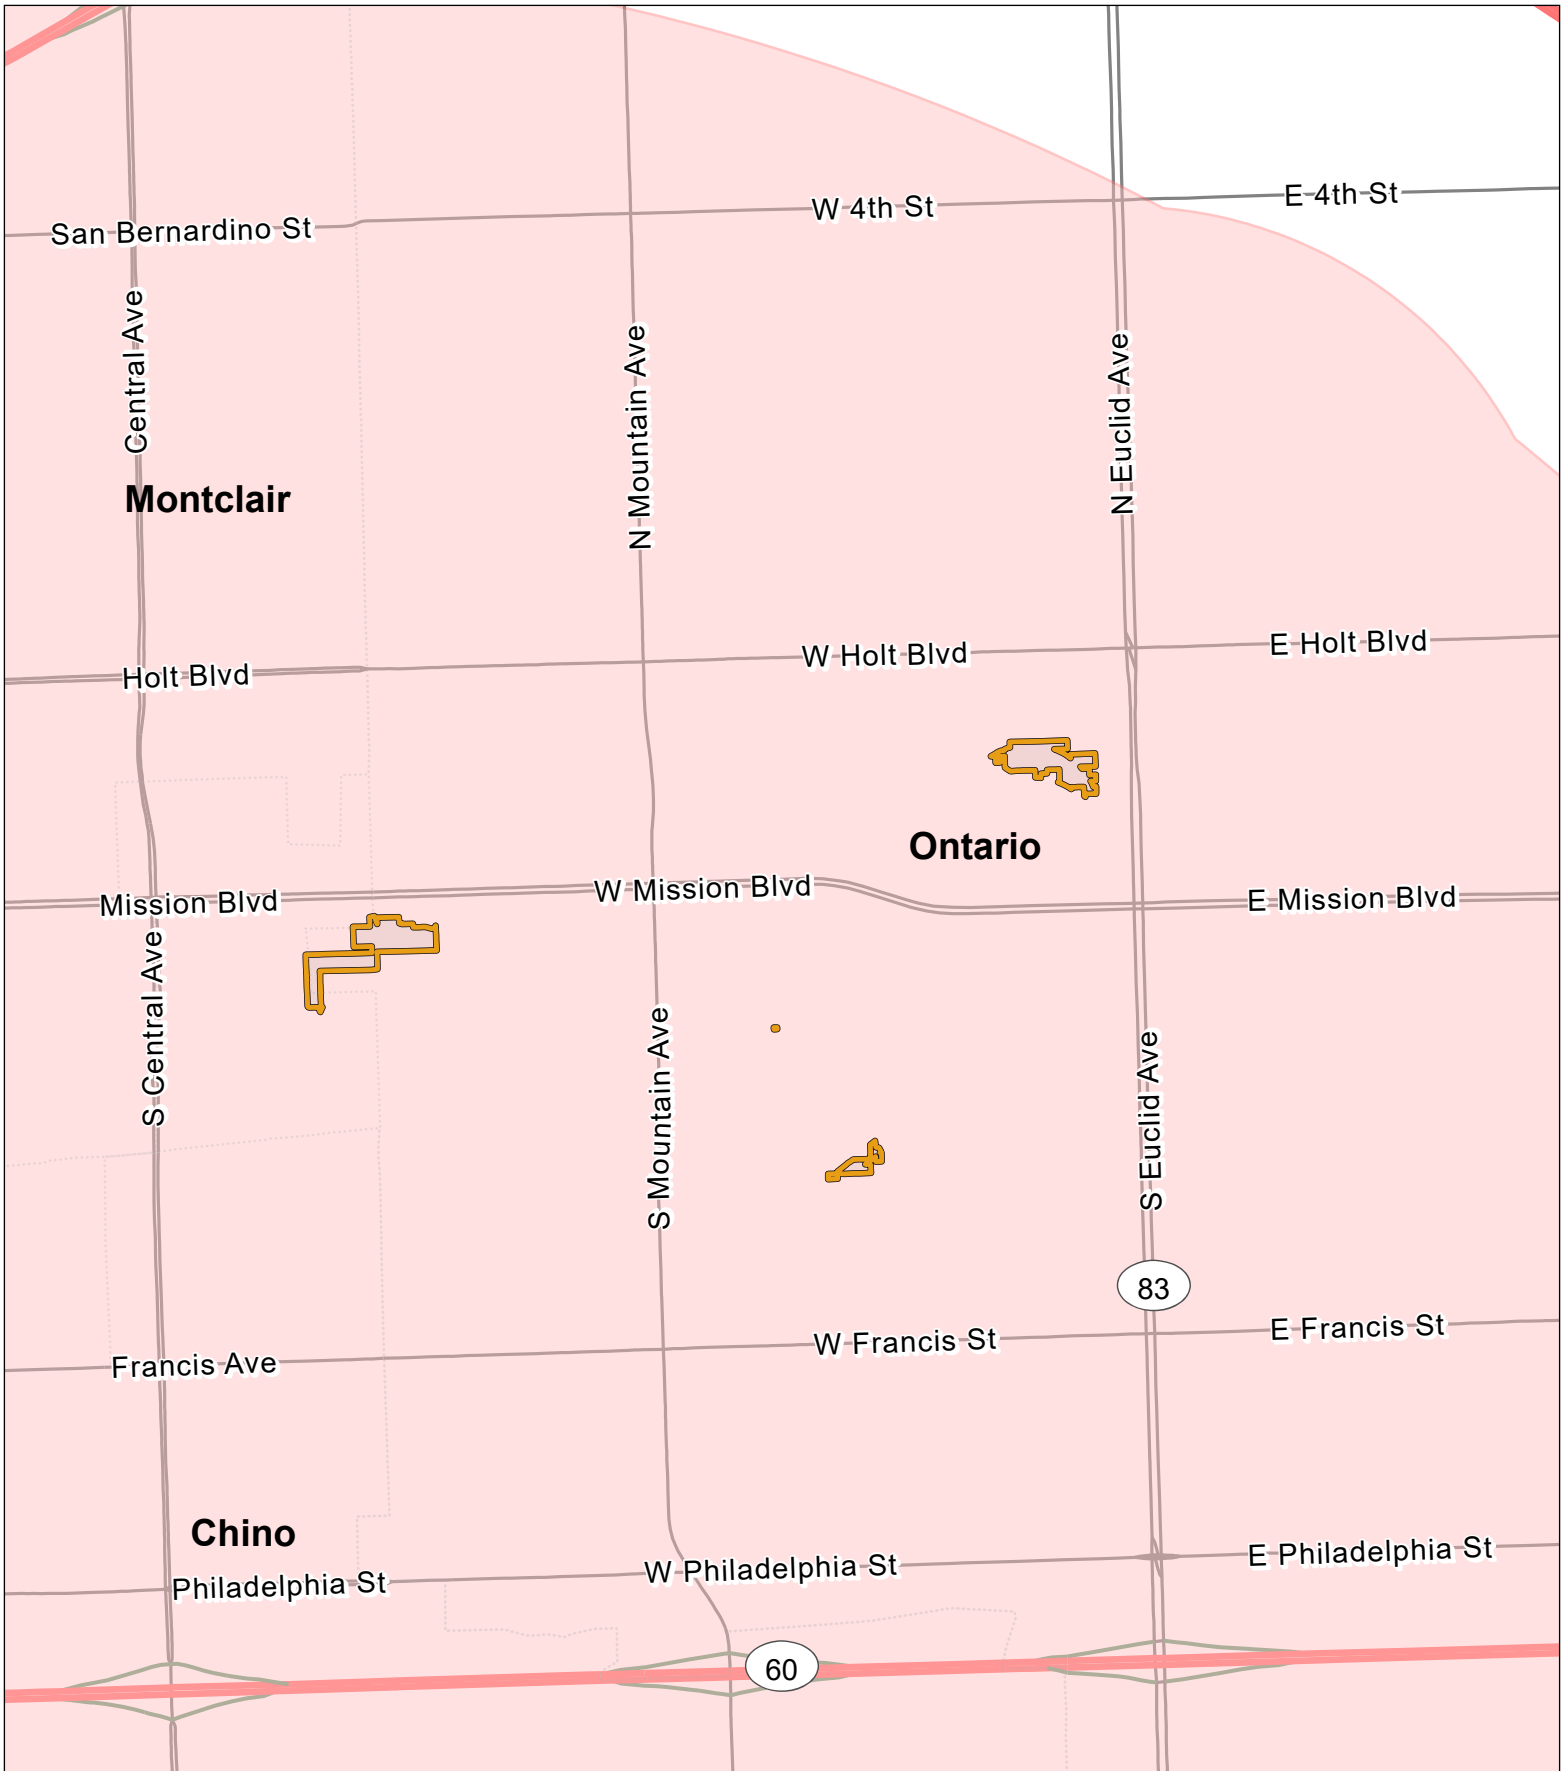 E 4th St
W 4th St
San Bernardino St
Central Ave
N Mountain Ave
N Euclid Ave
Montclair
E Holt Blvd
W Holt Blvd
Holt Blvd
Ontario
W Mission Blvd
E Mission Blvd
Mission Blvd
S Central Ave
S Mountain Ave
S Euclid Ave
83
E Francis St
W Francis St
Francis Ave
Chino
E Philadelphia St
W Philadelphia St
Philadelphia St
60